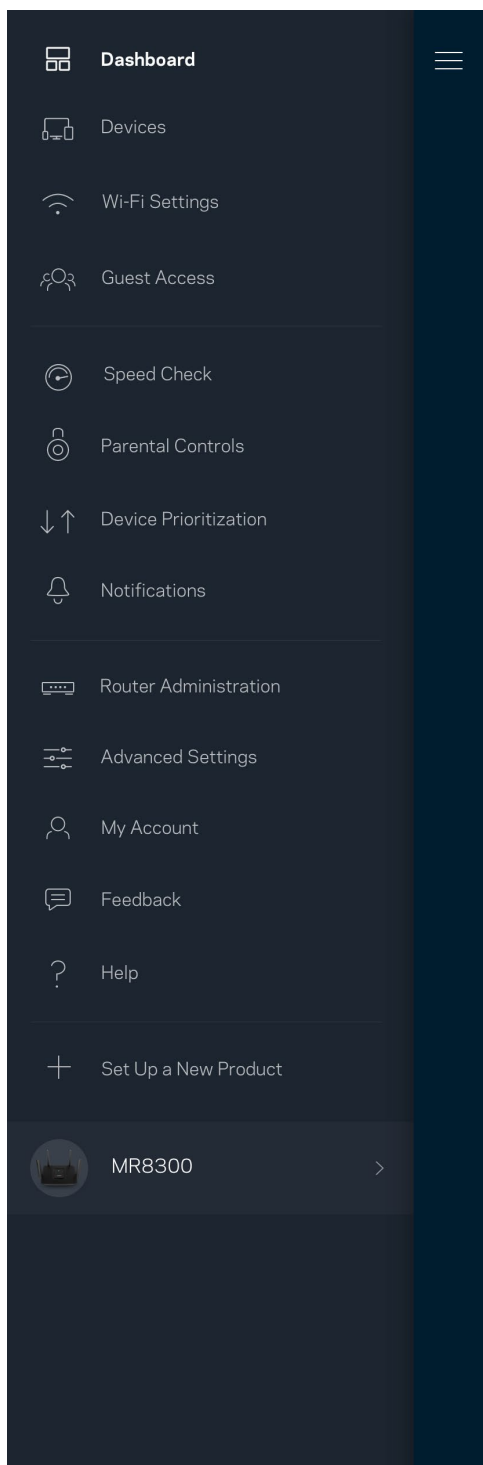 Dashboard
Devices
Wi-Fi Settings
Guest Access
Speed Check
Parental Controls
Device Prioritization
Notifications
Router Administration
Advanced Settings
My Account
Feedback
Help
Set Up a New Product
MR8300